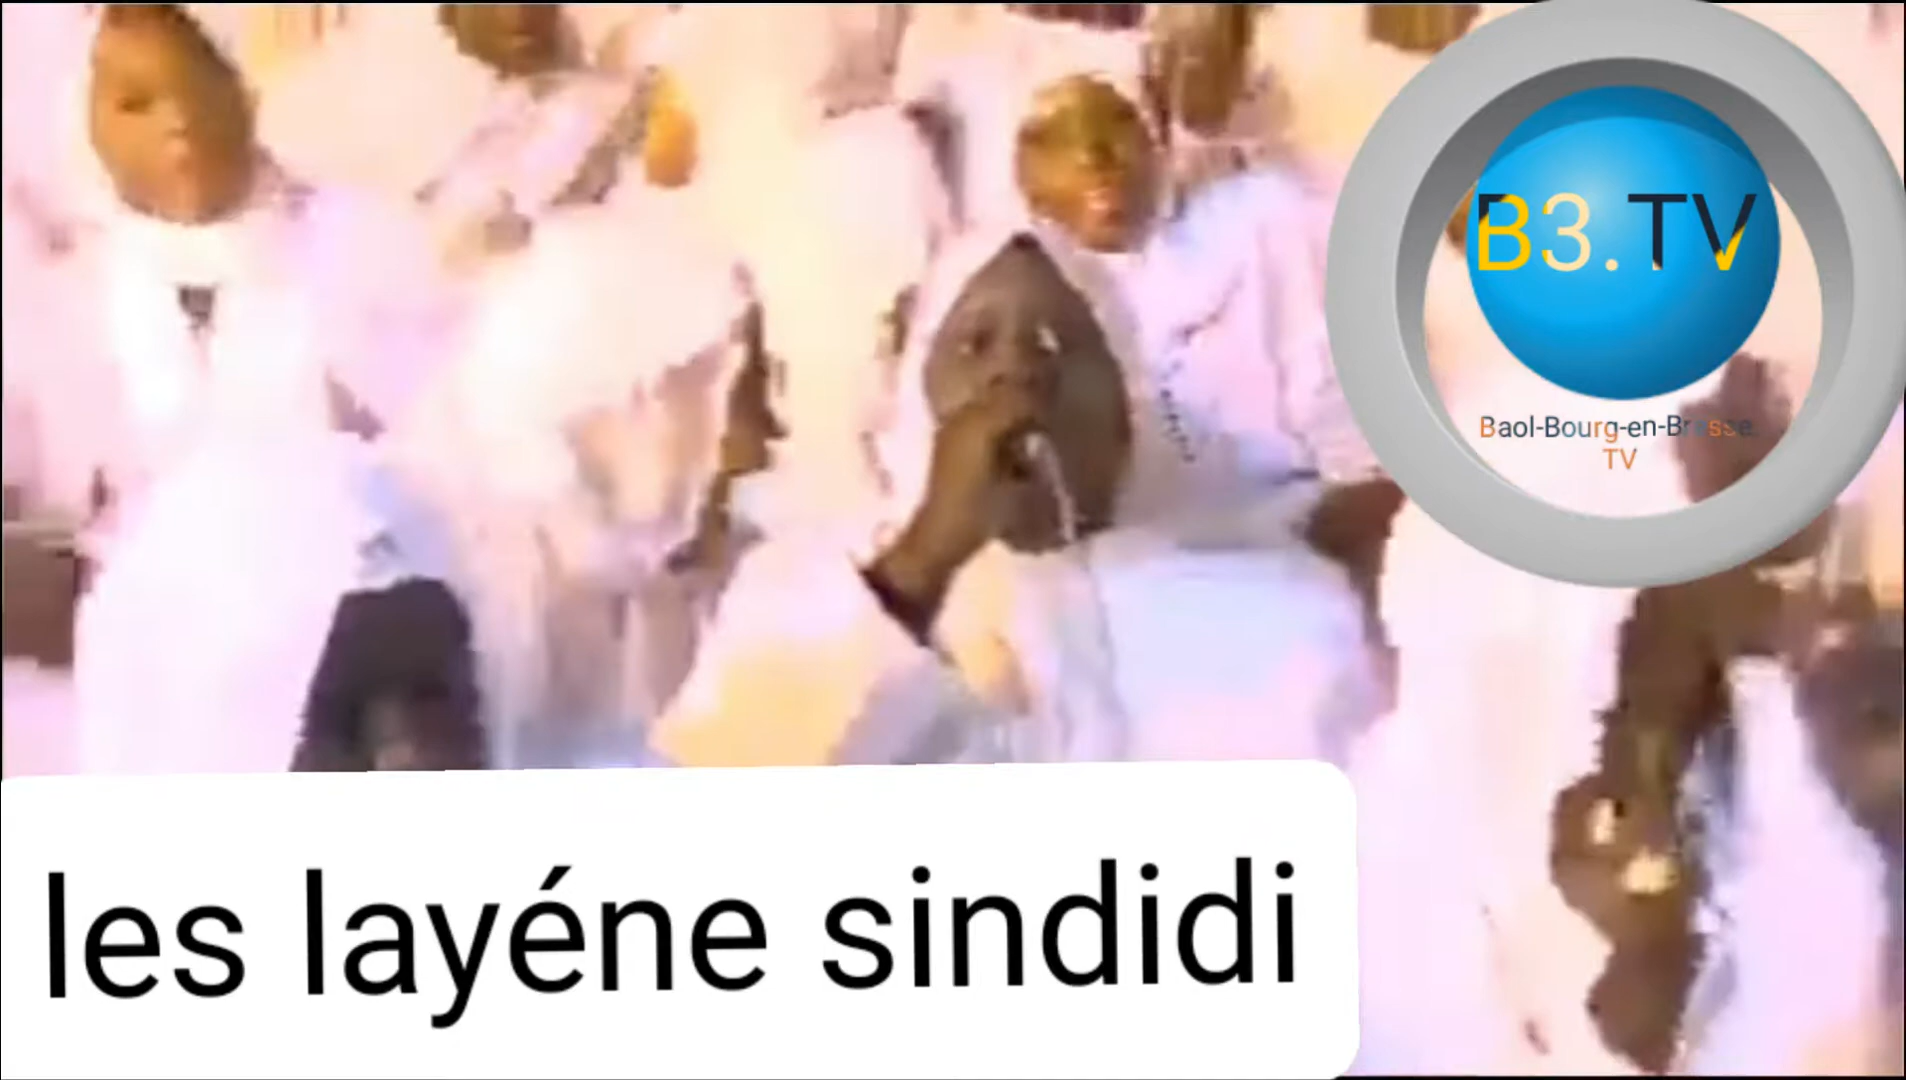 B3.TV
Baol-Bourg-en-Bresse.
TV
les layéne sindidi